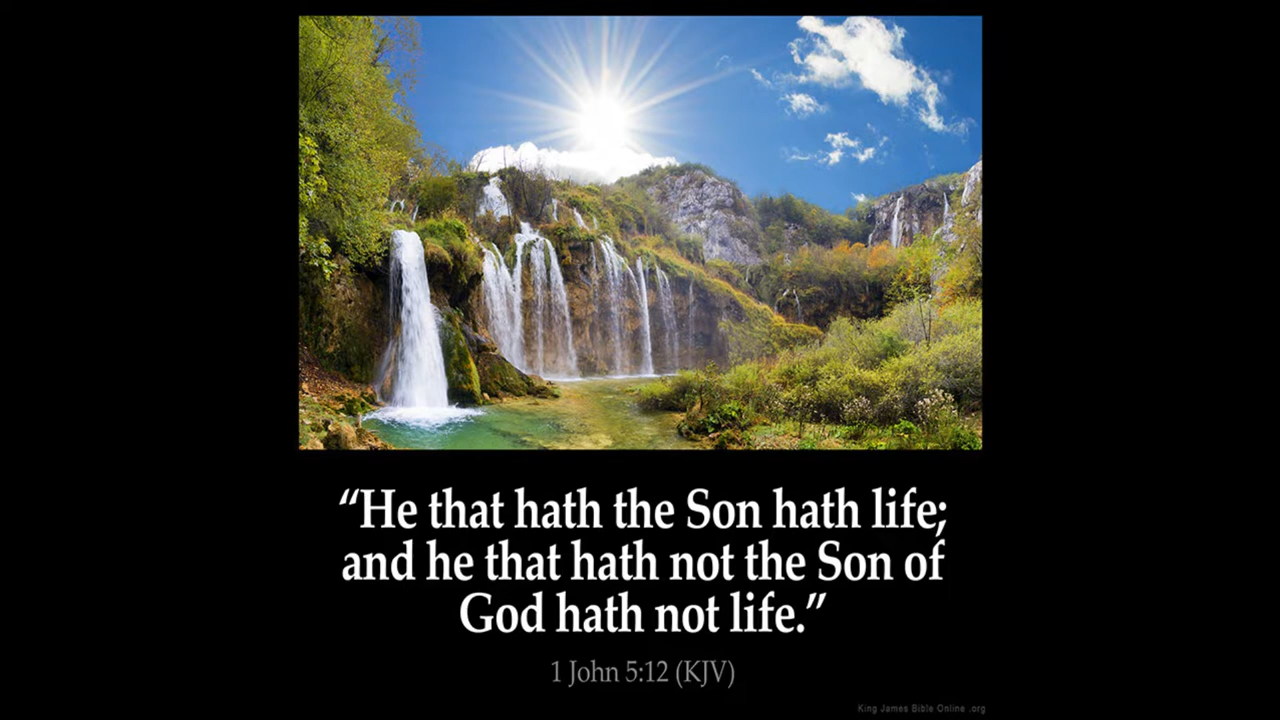 “He that hath the Son hath life;
and he that hath not the Son of
God hath not life.”
1 John 5:12 (KJV)
King James Bible Online .org